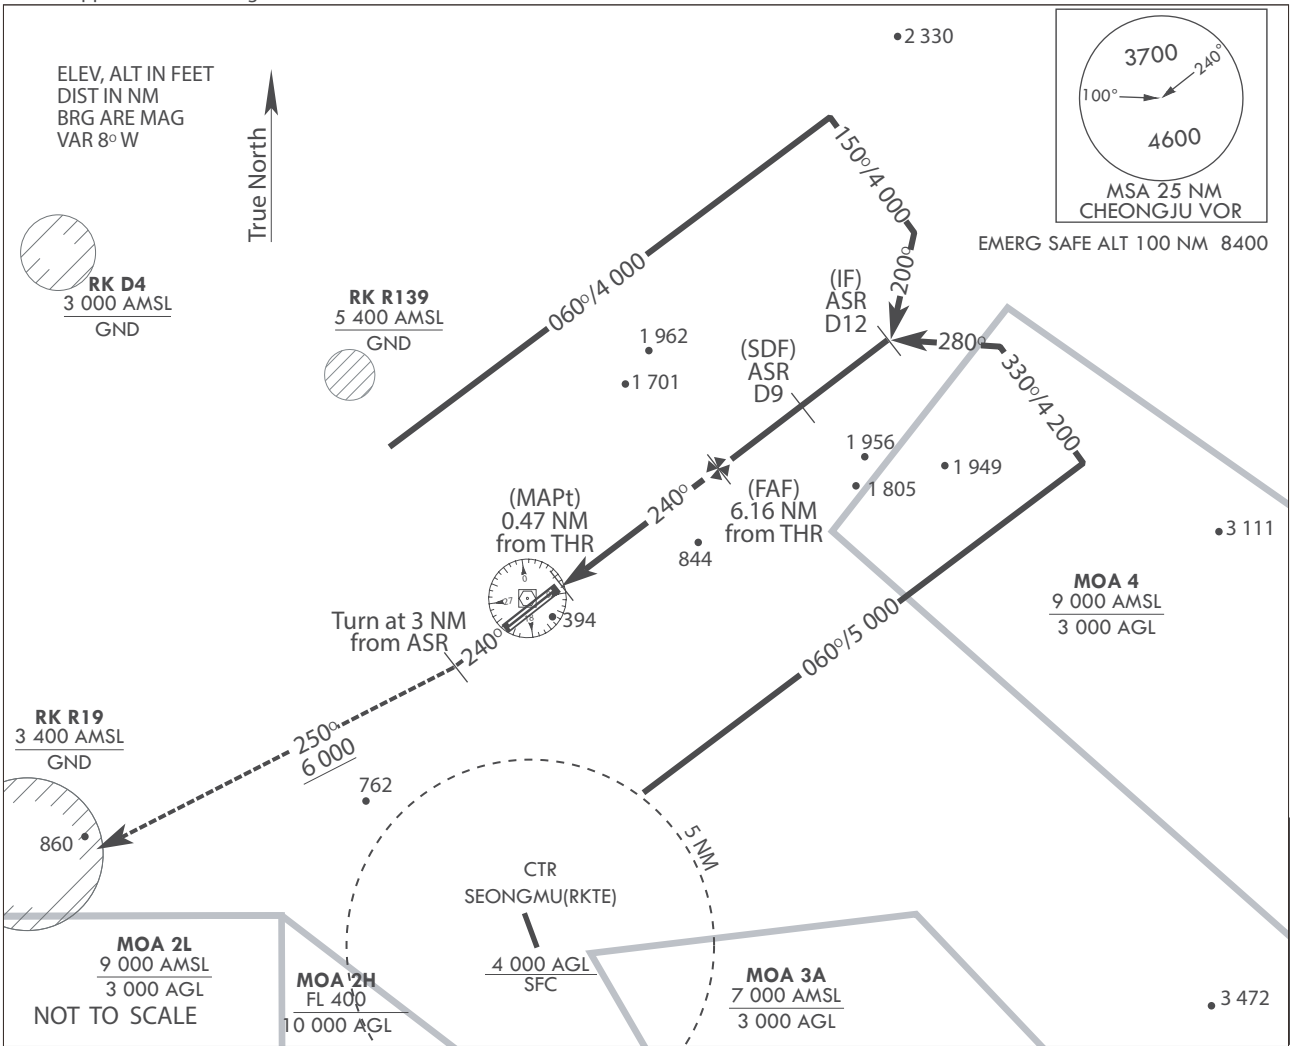 2 330
ELEV, ALT IN FEET
DIST IN NM
BRG ARE MAG
VAR 8° W
True North
3700
240°
100°
4600
MSA 25 NM
CHEONGJU VOR
EMERG SAFE ALT 100 NM 8400
150°/4 000
200°
060°/4 000
RK D4
3 000 AMSL
GND
RK R139
5 400 AMSL
GND
1 962
1 701
(IF)
ASR
D12
(SDF)
ASR
D9
280°
330°/4 200
1 956
1 949
1 805
(FAF)
6.16 NM
from THR
240°
(MAPt)
0.47 NM
from THR
844
3 111
MOA 4
9 000 AMSL
3 000 AGL
0
27
18
394
Turn at 3 NM
from ASR
240°
060°/5 000
RK R19
3 400 AMSL
GND
250°
6 000
762
860
5 NM
CTR
SEONGMU(RKTE)
4 000 AGL
SFC
MOA 2L
9 000 AMSL
3 000 AGL
NOT TO SCALE
MOA 2H
FL 400
10 000 AGL
MOA 3A
7 000 AMSL
3 000 AGL
3 472